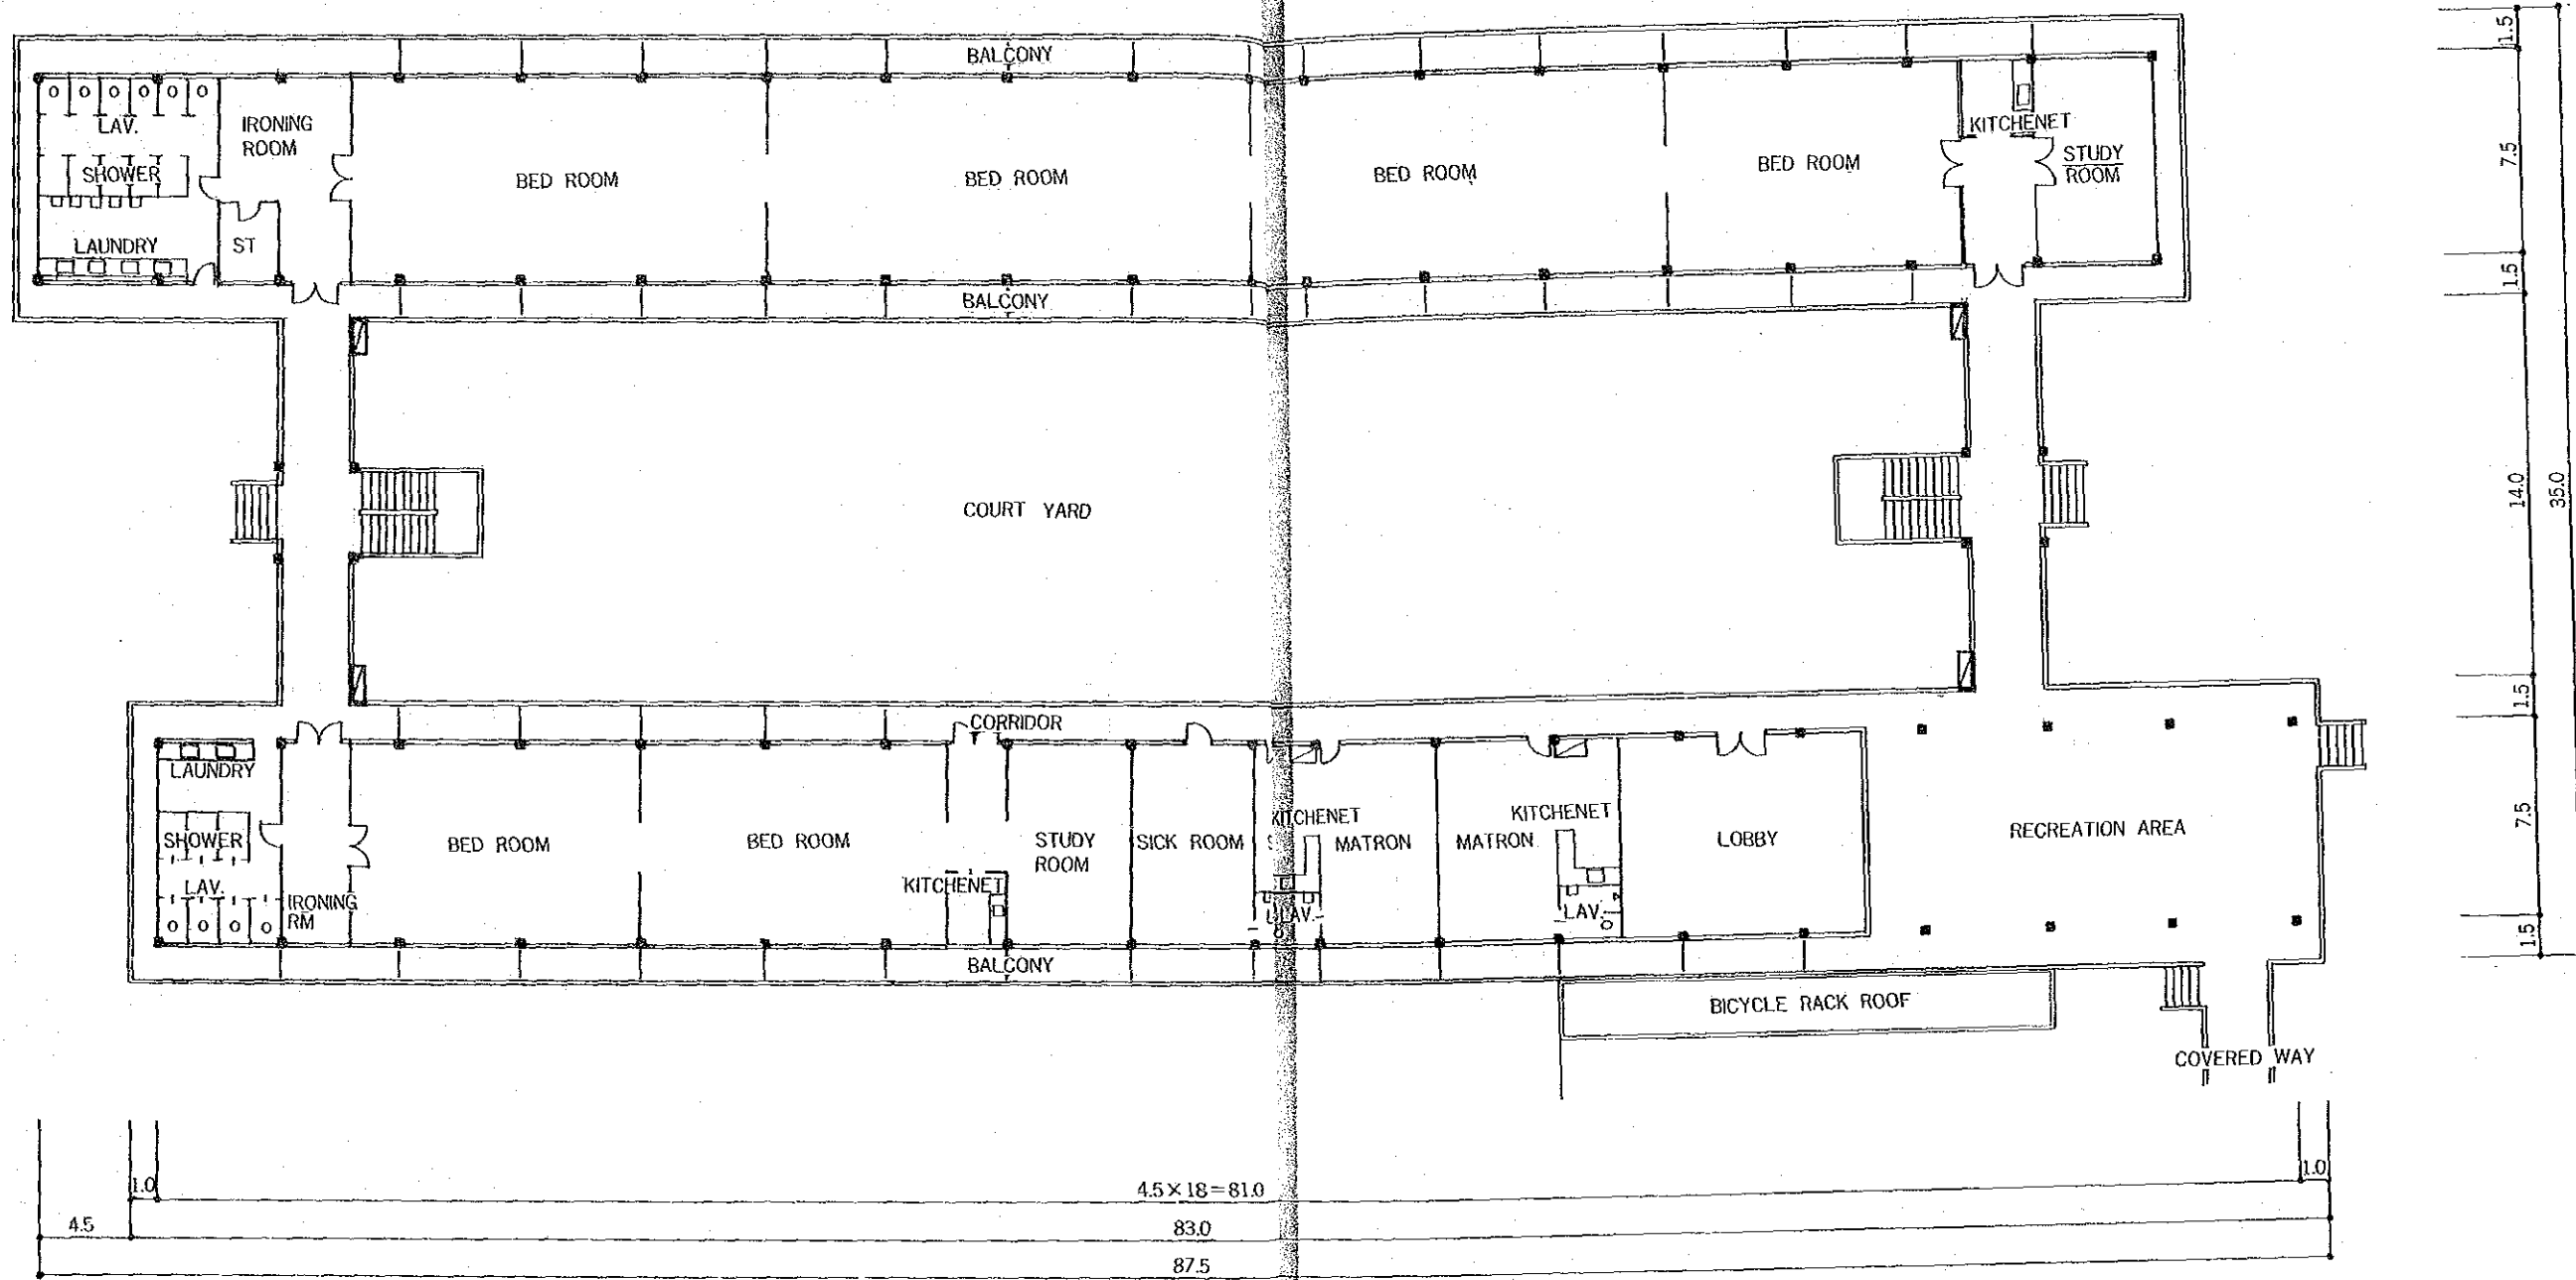 BALCONY
1.5
LAV.
IRONING
ROOM
SHOWER
LAUNDRY
ST
BED ROOM
BED ROOM
BED ROOM
BED ROOM
KITCHENET
STUDY
ROOM
7.5
BALCONY
1.5
COURT YARD
14.0
35.0
1.5
CORRIDOR
LAUNDRY
SHOWER
LAV.
IRONING
RM
BED ROOM
BED ROOM
KITCHENET
STUDY
ROOM
SICK ROOM
KITCHENET
MATRON
LAV.
MATRON
KITCHENET
LAV.
LOBBY
RECREATION AREA
7.5
BALCONY
1.5
BICYCLE RACK ROOF
COVERED WAY
1.0
4.5×18=81.0
1.0
4.5
83.0
87.5